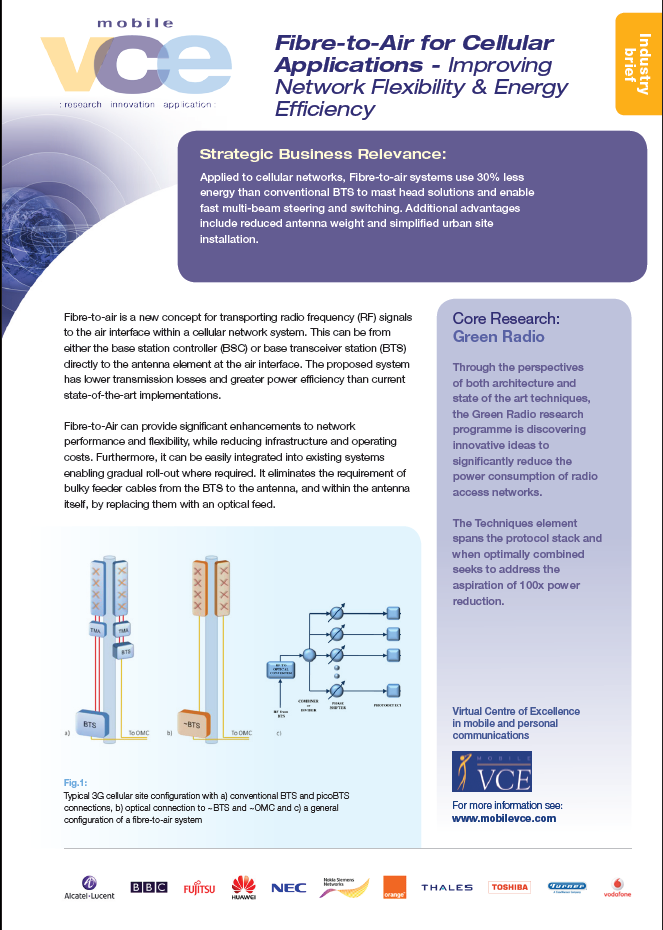 mobile
vce
: research innovation application :
Fibre-to-Air for Cellular
Applications - Improving
Network Flexibility & Energy
Efficiency
Industry
brief
Strategic Business Relevance:
Applied to cellular networks, Fibre-to-air systems use 30% less
energy than conventional BTS to mast head solutions and enable
fast multi-beam steering and switching. Additional advantages
include reduced antenna weight and simplified urban site
installation.
Fibre-to-air is a new concept for transporting radio frequency (RF) signals
to the air interface within a cellular network system. This can be from
either the base station controller (BSC) or base transceiver station (BTS)
directly to the antenna element at the air interface. The proposed system
has lower transmission losses and greater power efficiency than current
state-of-the-art implementations.
Fibre-to-Air can provide significant enhancements to network
performance and flexibility, while reducing infrastructure and operating
costs. Furthermore, it can be easily integrated into existing systems
enabling gradual roll-out where required. It eliminates the requirement of
bulky feeder cables from the BTS to the antenna, and within the antenna
itself, by replacing them with an optical feed.
TMA
TMA
BTS
BTS
a)
To OMC
~BTS
b)
To OMC
RF TO
OPTICAL
CONVERTER
RF from
BTS
COMBINER
or
DIVIDER
PHASE
SHIFTER
PHOTODETECT
c)
Fig.1:
Typical 3G cellular site configuration with a) conventional BTS and picoBTS
connections, b) optical connection to ~BTS and ~OMC and c) a general
configuration of a fibre-to-air system
Core Research:
Green Radio
Through the perspectives
of both architecture and
state of the art techniques,
the Green Radio research
programme is discovering
innovative ideas to
significantly reduce the
power consumption of radio
access networks.
The Techniques element
spans the protocol stack and
when optimally combined
seeks to address the
aspiration of 100x power
reduction.
Virtual Centre of Excellence
in mobile and personal
communications
MOBILE
VCE
For more information see:
www.mobilevce.com
Alcatel-Lucent
BBC
FUJITSU
HUAWEI
NEC
Nokia Siemens
Networks
orange
THALES
TOSHIBA
Turner
vodafone